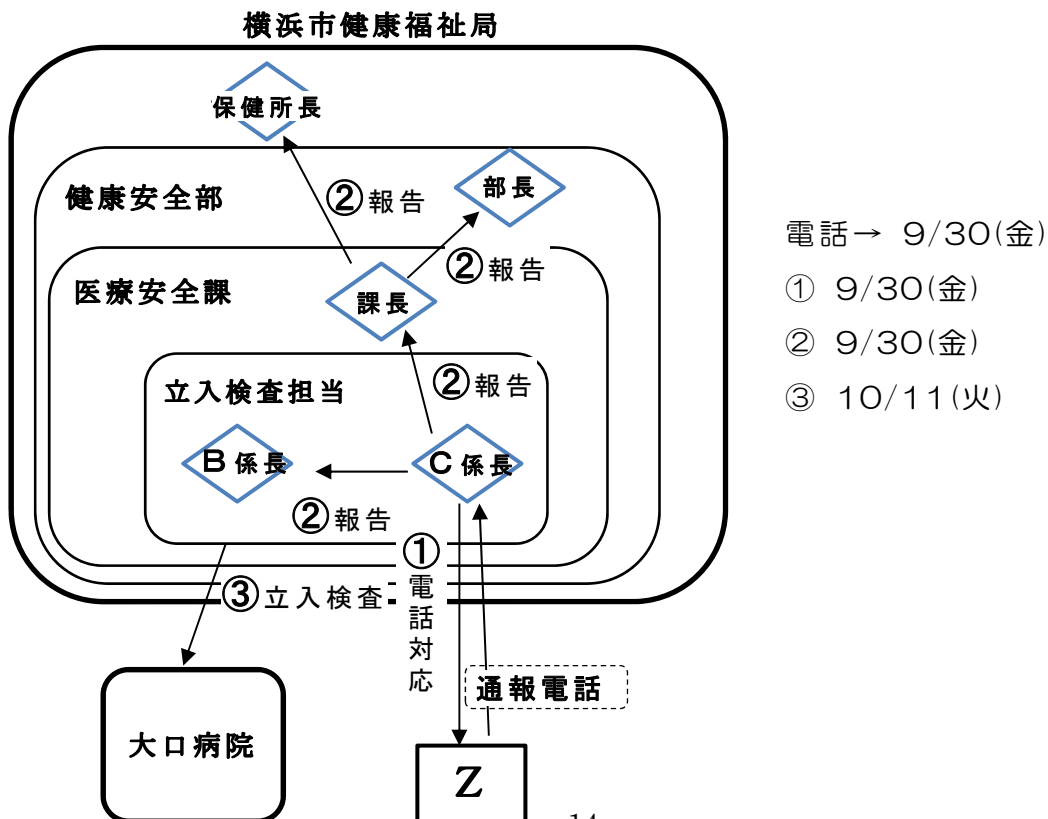 横浜市健康福祉局
保健所長
健康安全部
②報告
部長
医療安全課
②報告
課長
立入検査担当
②報告
B係長
C係長
②報告
①電話対応
③立入検査
通報電話
大口病院
Z
電話→ 9/30(金)
① 9/30(金)
② 9/30(金)
③ 10/11(火)